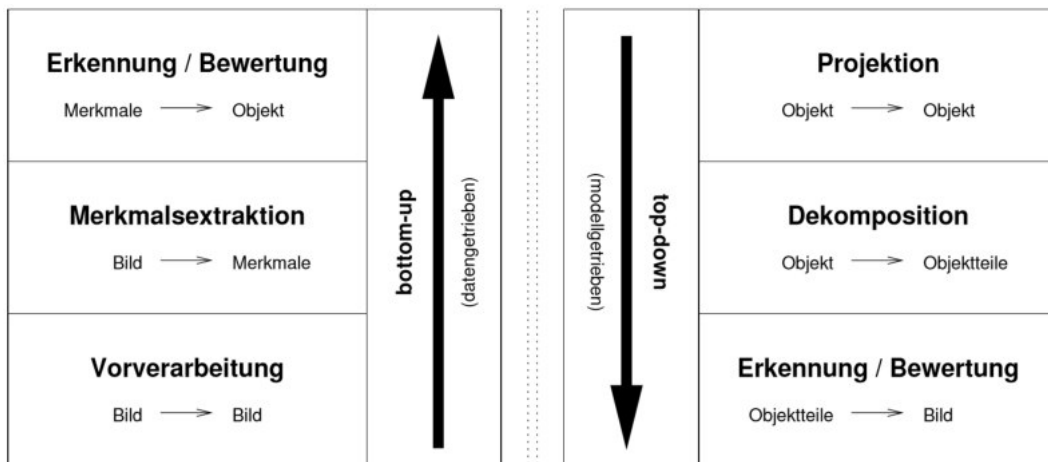 Erkennung / Bewertung
Merkmale → Objekt
Merkmalsextraktion
Bild → Merkmale
Vorverarbeitung
Bild → Bild
bottom-up
(datengetrieben)
(modellgetrieben)
top-down
Projektion
Objekt → Objekt
Dekomposition
Objekt → Objektteile
Erkennung / Bewertung
Objektteile → Bild